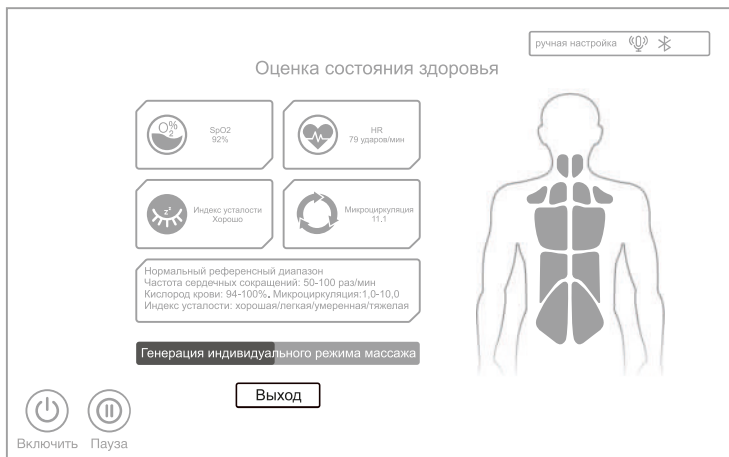 ручная настройка
Оценка состояния здоровья
O₂%
SpO2
92%
HR
79 ударов/мин
z z
Индекс усталости
Хорошо
Микроциркуляция
11.1
Нормальный референсный диапазон
Частота сердечных сокращений: 50-100 раз/мин
Кислород крови: 94-100%. Микроциркуляция:1,0-10,0
Индекс усталости: хорошая/легкая/умеренная/тяжелая
Генерация индивидуального режима массажа
Выход
Включить Пауза